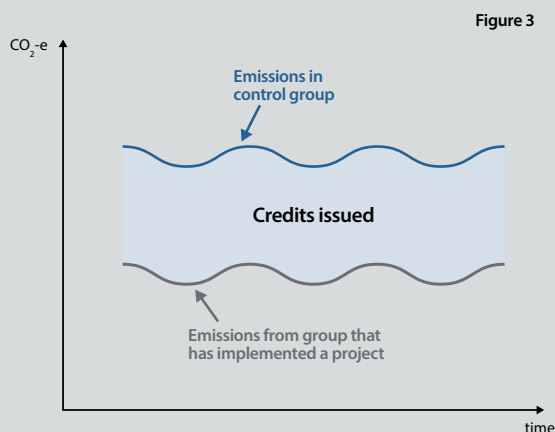 Figure 3
CO2-e
Emissions in
control group
Credits issued
Emissions from group that
has implemented a project
time